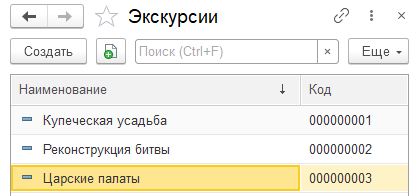 Экскурсии
Создать Поиск (Ctrl+F) × Еще
Наименование ↓ Код
Купеческая усадьба 000000001
Реконструкция битвы 000000002
Царские палаты 000000003